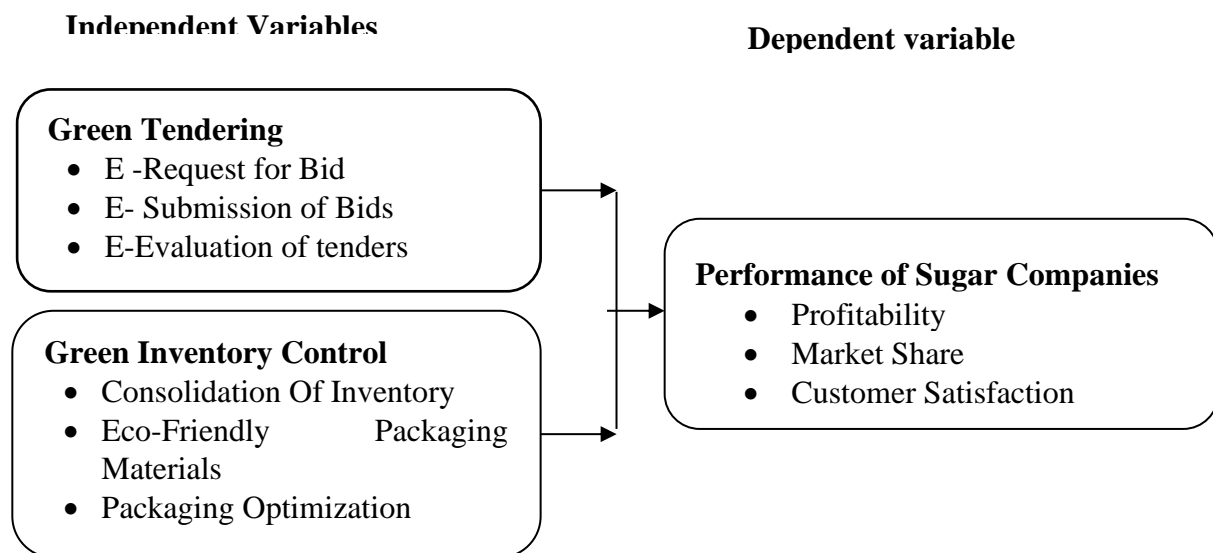 Independent Variables
Dependent variable
Green Tendering
• E -Request for Bid
• E- Submission of Bids
• E-Evaluation of tenders
Green Inventory Control
• Consolidation Of Inventory
• Eco-Friendly Packaging
Materials
• Packaging Optimization
Performance of Sugar Companies
• Profitability
• Market Share
• Customer Satisfaction